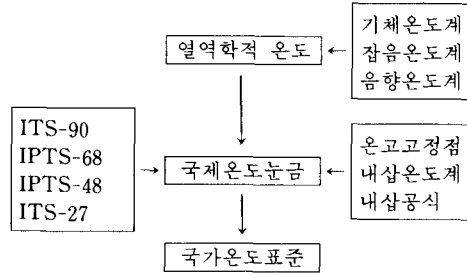 기체온도계
열역학적 온도
잡음온도계
음향온도계
ITS-90
IPTS-68
IPTS-48
ITS-27
국제온도눈금
온고고정점
내삽온도계
내삽공식
국가온도표준